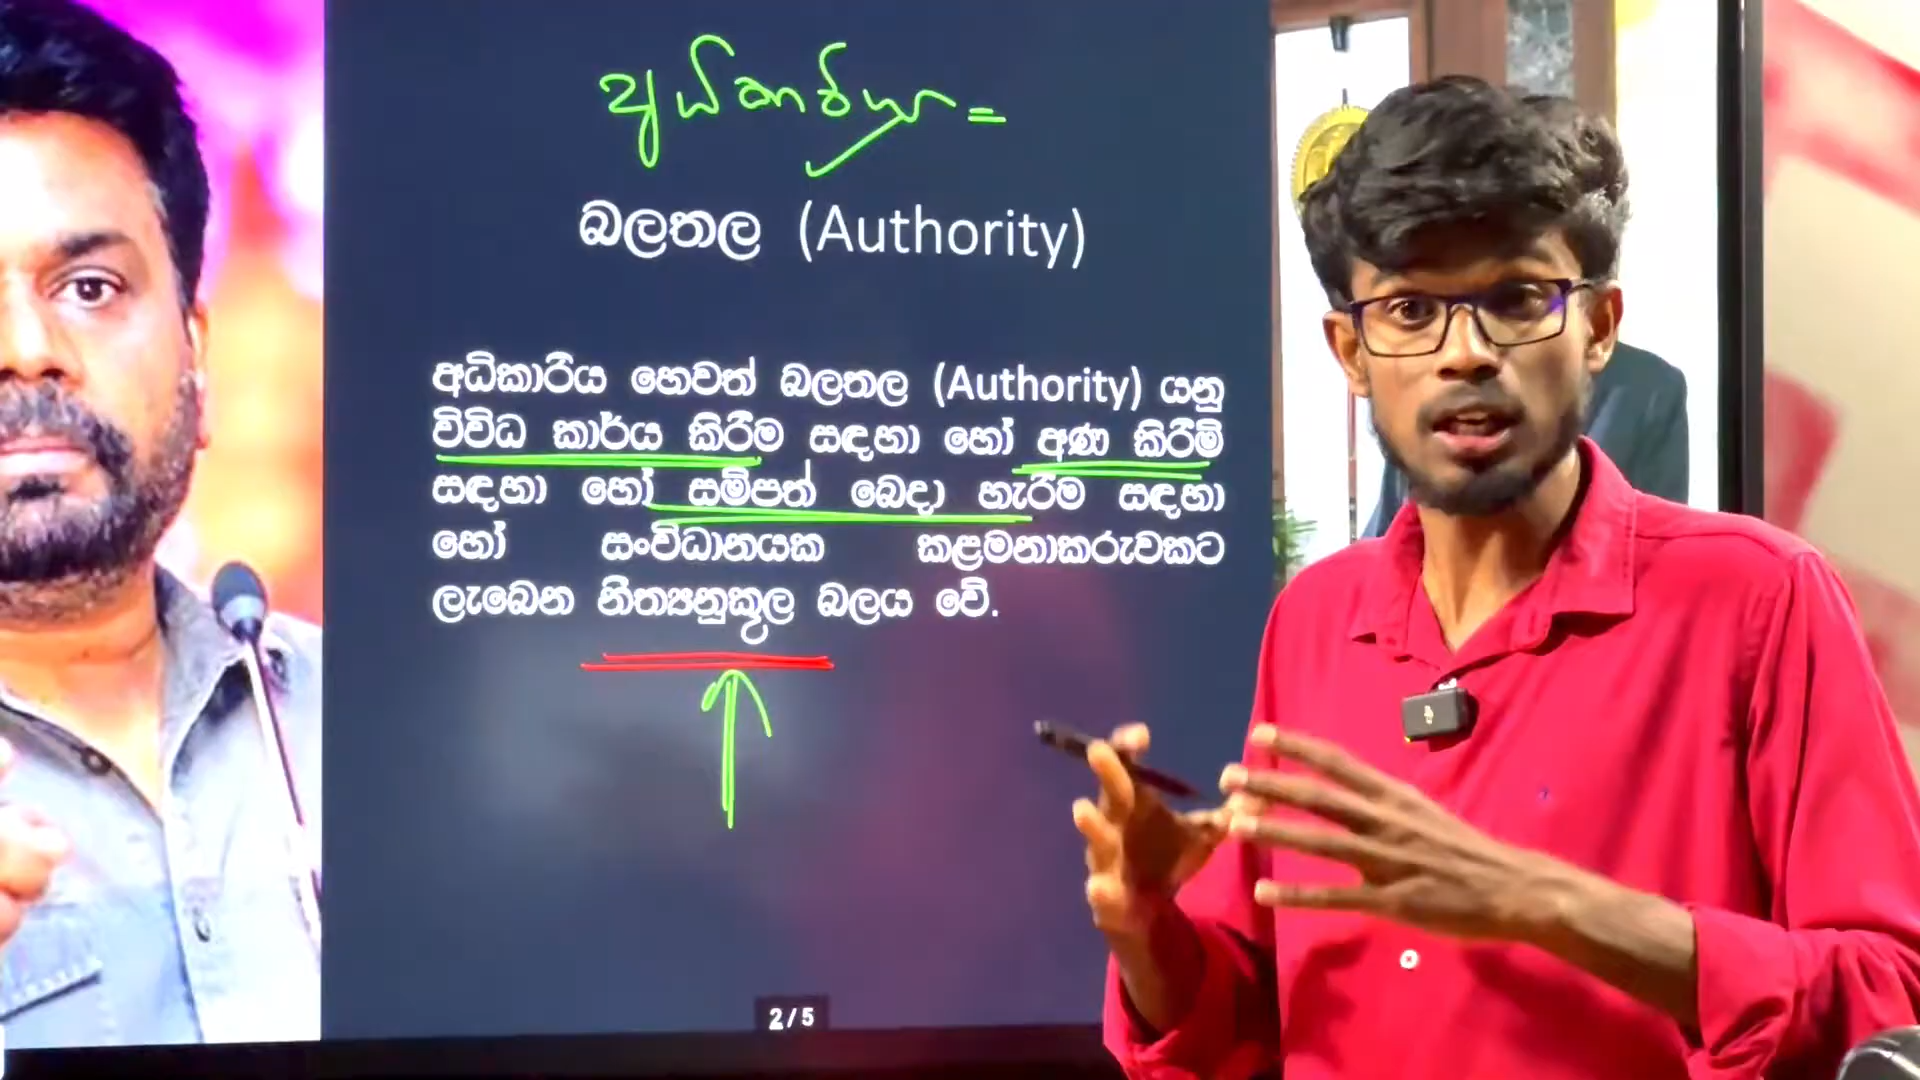 අධිකාරිය =
බලතල (Authority)
අධිකාරිය හෙවත් බලතල (Authority) යනු
විවිධ කාර්ය කිරීම සඳහා හෝ අණ කිරීම්
සඳහා හෝ සම්පත් බෙදා හැරීම සඳහා
හෝ සංවිධානයක කළමනාකරුවකට
ලැබෙන නීත්‍යනුකූල බලය වේ.
2/5